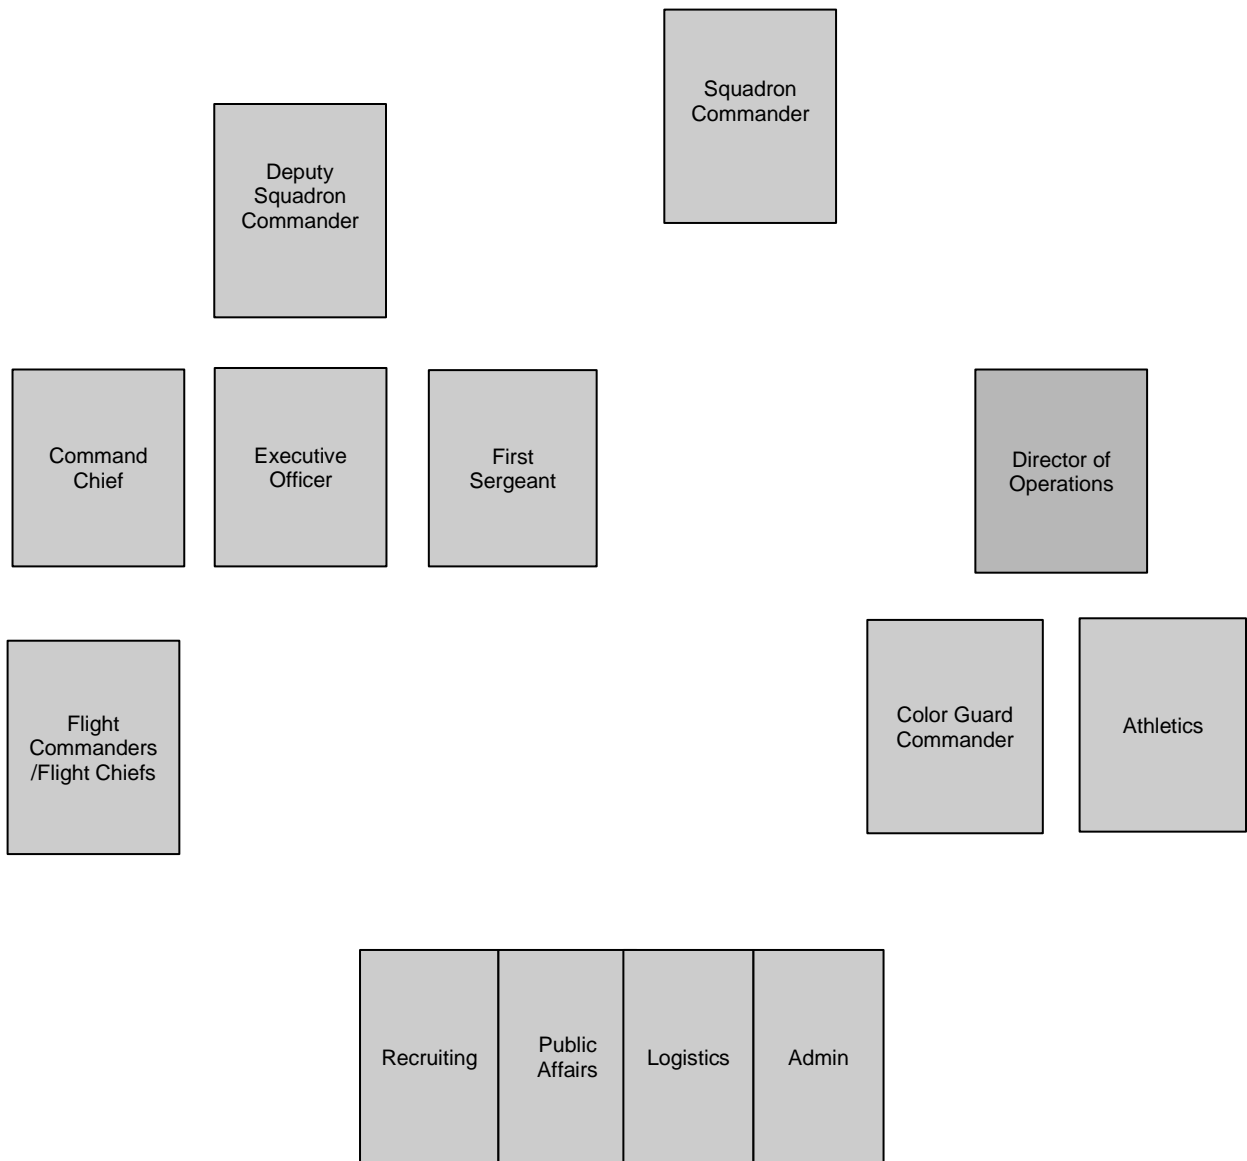 Squadron
Commander
Deputy
Squadron
Commander
Command
Chief
Executive
Officer
First
Sergeant
Director of
Operations
Flight
Commanders
/Flight Chiefs
Color Guard
Commander
Athletics
Recruiting
Public
Affairs
Logistics
Admin